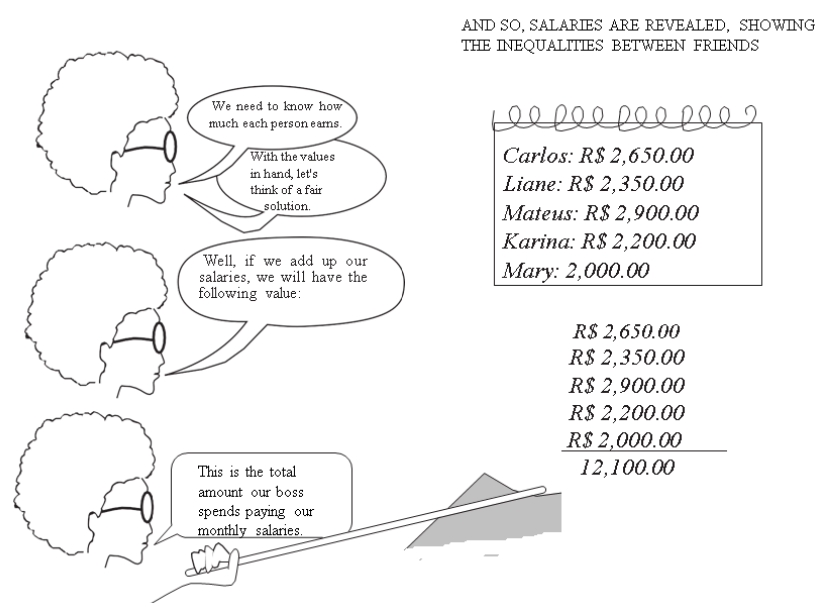 AND SO, SALARIES ARE REVEALED, SHOWING
THE INEQUALITIES BETWEEN FRIENDS
We need to know how
much each person earns.
With the values
in hand, let's
think of a fair
solution.
Carlos: R$ 2,650.00
Liane: R$ 2,350.00
Mateus: R$ 2,900.00
Karina: R$ 2,200.00
Mary: 2,000.00
Well, if we add up our
salaries, we will have the
following value:
R$ 2,650.00
R$ 2,350.00
R$ 2,900.00
R$ 2,200.00
R$ 2,000.00
12,100.00
This is the total
amount our boss
spends paying our
monthly salaries.